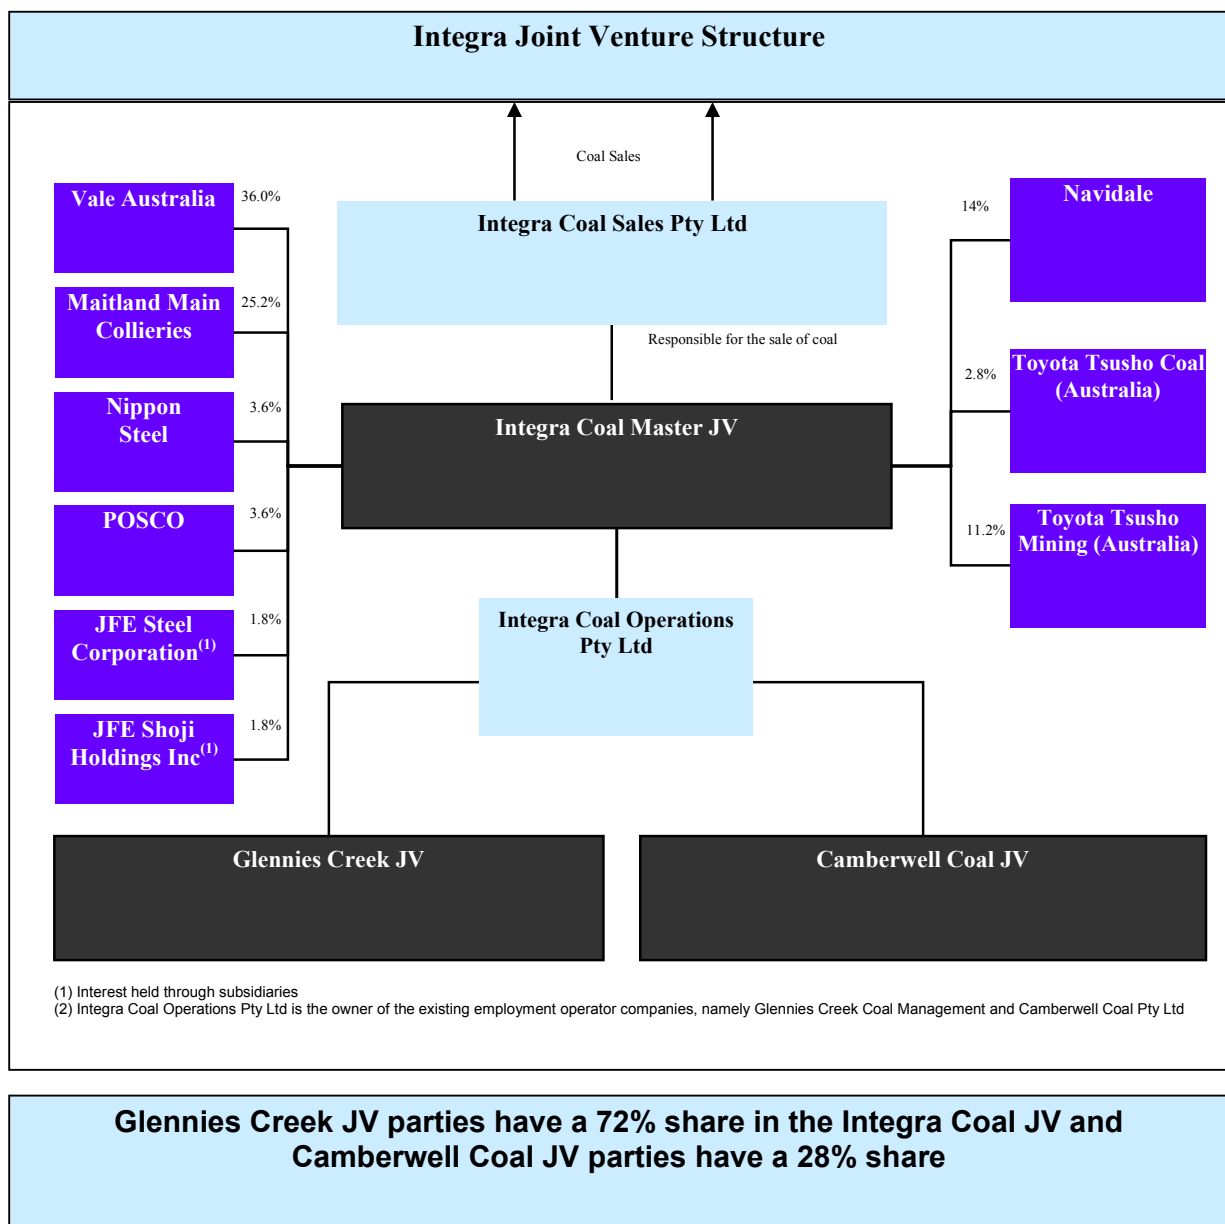 Integra Joint Venture Structure
Coal Sales
Vale Australia
36.0%
Integra Coal Sales Pty Ltd
14%
Navidale
Maitland Main
Collieries
25.2%
Responsible for the sale of coal
Nippon
Steel
3.6%
Integra Coal Master JV
2.8%
Toyota Tsusho Coal
(Australia)
POSCO
3.6%
11.2%
Toyota Tsusho
Mining (Australia)
JFE Steel
Corporation(1)
1.8%
Integra Coal Operations
Pty Ltd
JFE Shoji
Holdings Inc(1)
1.8%
Glennies Creek JV
Camberwell Coal JV
(1) Interest held through subsidiaries
(2) Integra Coal Operations Pty Ltd is the owner of the existing employment operator companies, namely Glennies Creek Coal Management and Camberwell Coal Pty Ltd
Glennies Creek JV parties have a 72% share in the Integra Coal JV and
Camberwell Coal JV parties have a 28% share